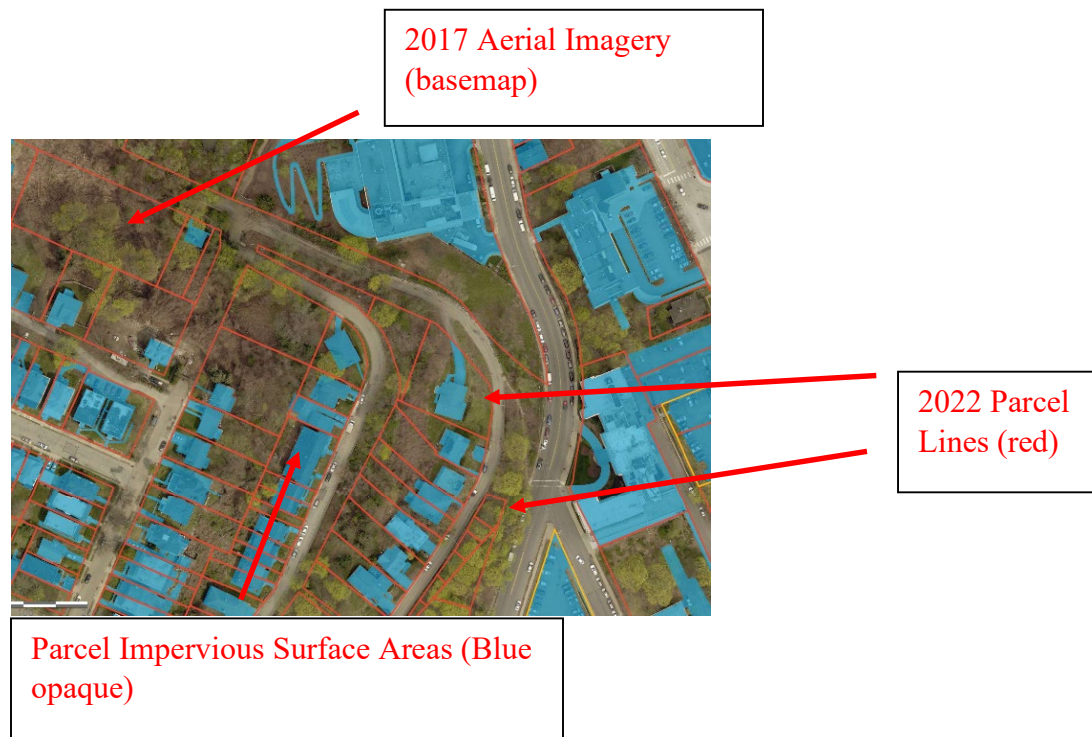 2017 Aerial Imagery
(basemap)
2022 Parcel
Lines (red)
Parcel Impervious Surface Areas (Blue
opaque)